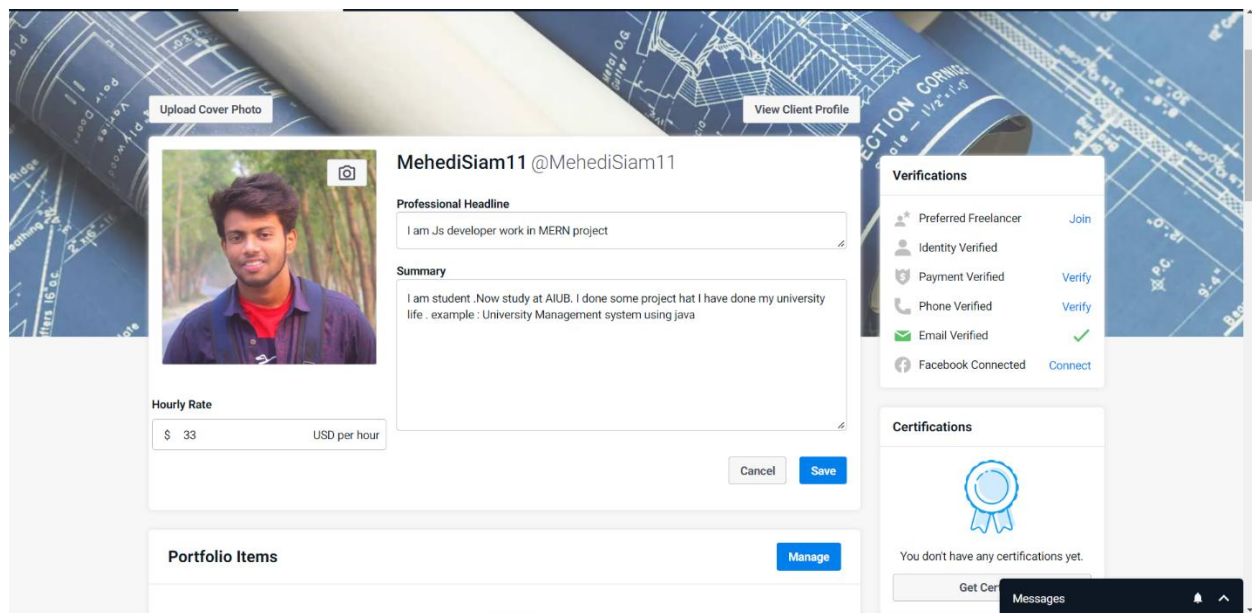 Metal O.G.
Gutter
Upload Cover Photo
View Client Profile
MehediSiam11 @MehediSiam11
Professional Headline
I am Js developer work in MERN project
Summary
I am student .Now study at AIUB. I done some project hat I have done my university
life . example : University Management system using java
Hourly Rate
$ 33 USD per hour
Cancel
Save
Portfolio Items
Manage
Verifications
Preferred Freelancer Join
Identity Verified
Payment Verified Verify
Phone Verified Verify
Email Verified
Facebook Connected Connect
Certifications
You don't have any certifications yet.
Messages